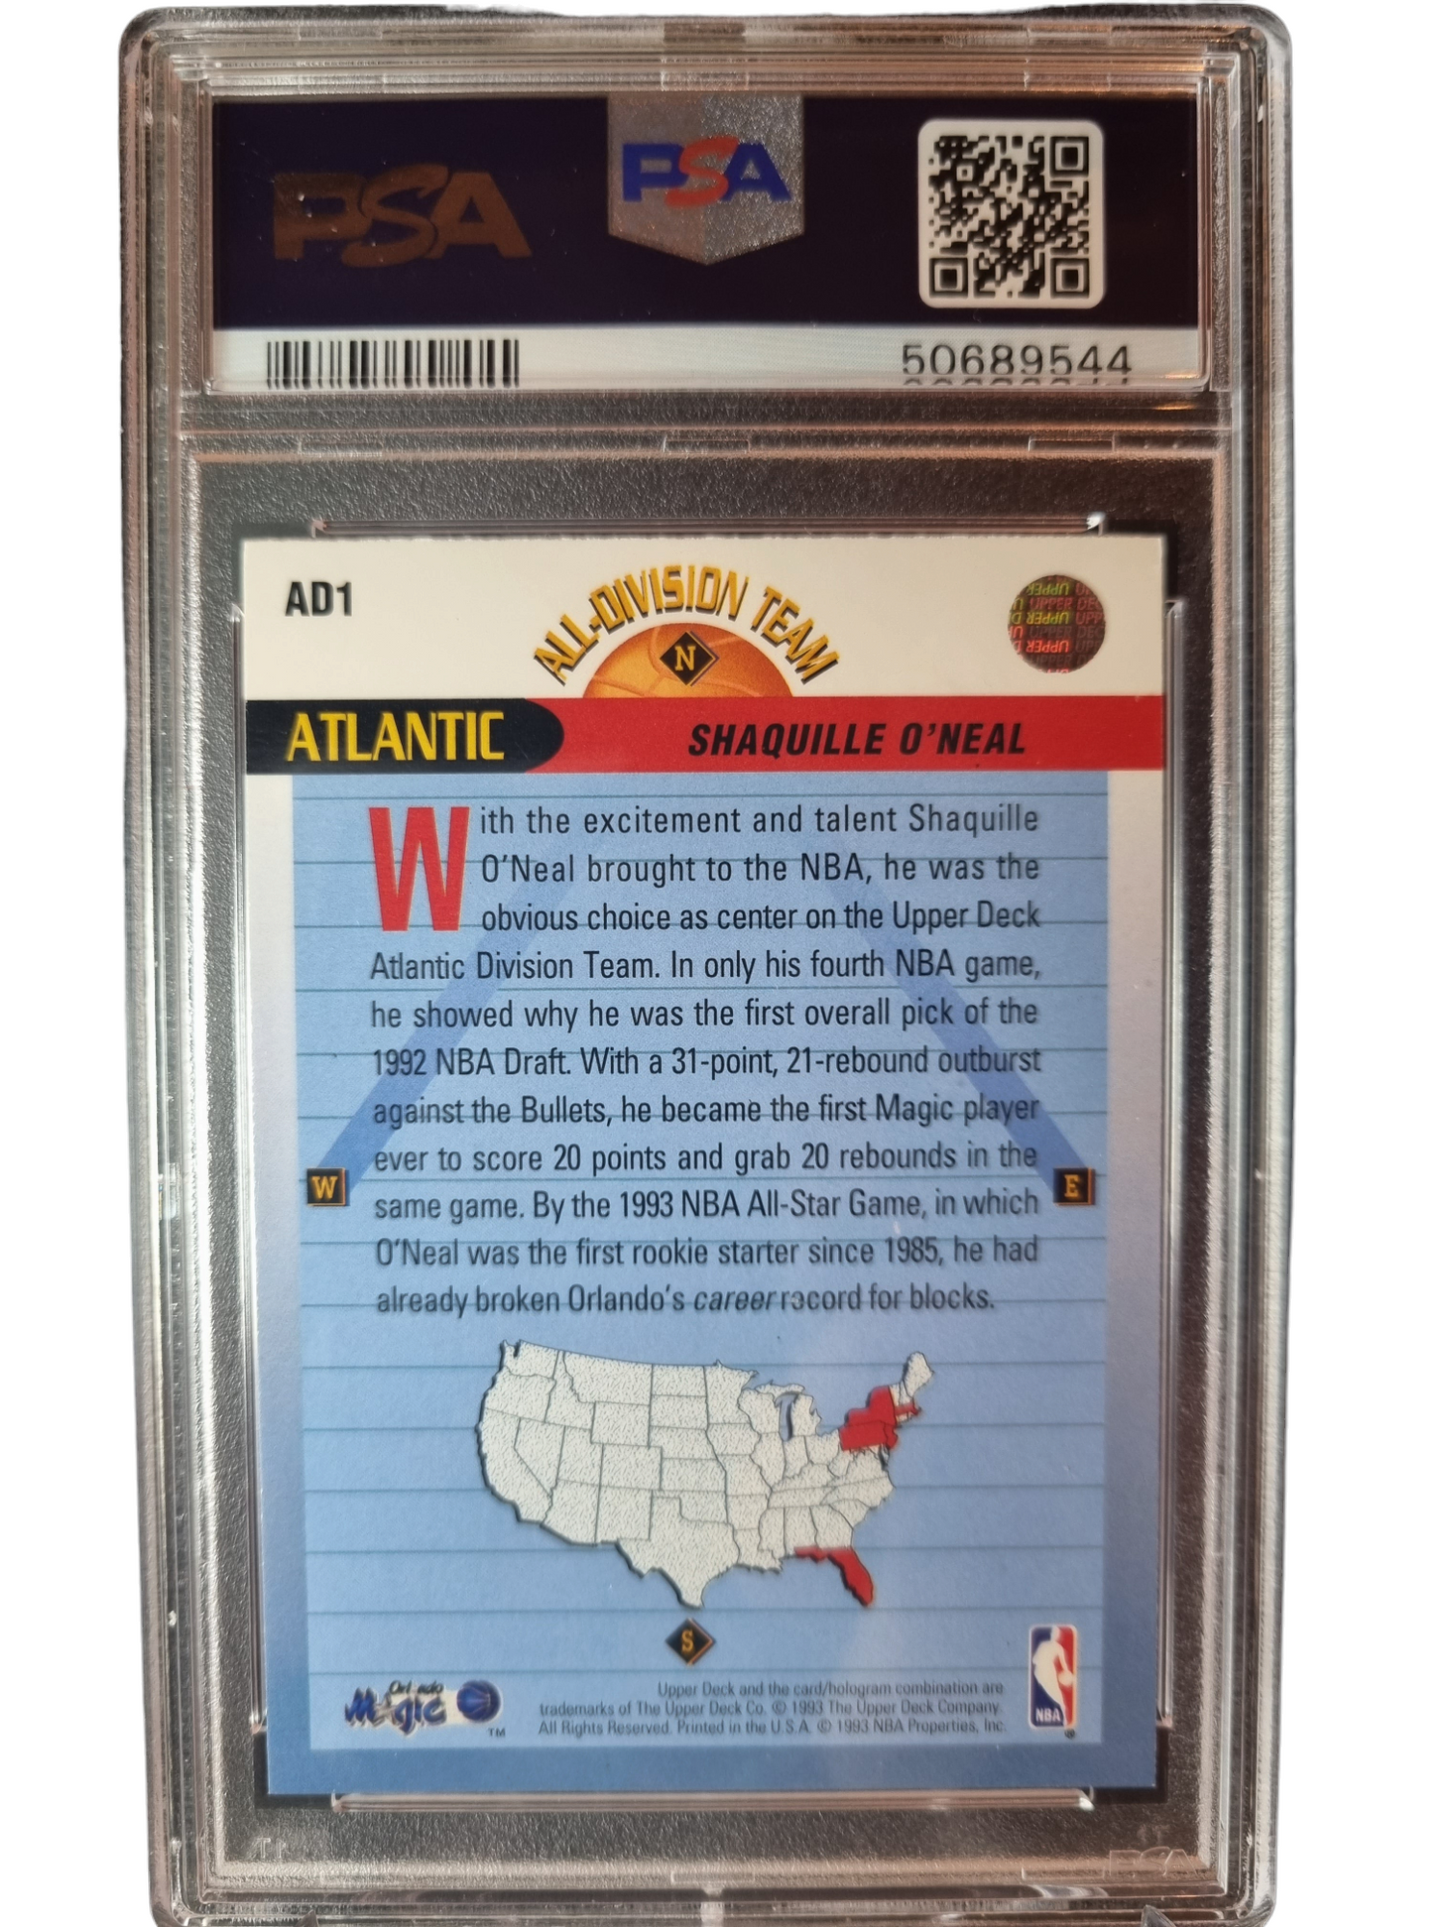 PSA PSA
50689544
AD1
ALL-DIVISION TEAM
N
ATLANTIC SHAQUILLE O'NEAL
With the excitement and talent Shaquille
O'Neal brought to the NBA, he was the
obvious choice as center on the Upper Deck
Atlantic Division Team. In only his fourth NBA game,
he showed why he was the first overall pick of the
1992 NBA Draft. With a 31-point, 21-rebound outburst
against the Bullets, he became the first Magic player
ever to score 20 points and grab 20 rebounds in the
same game. By the 1993 NBA All-Star Game, in which
O'Neal was the first rookie starter since 1985, he had
already broken Orlando's career record for blocks.
W E
S
Orlando
Magic
TM
Upper Deck and the card/hologram combination are
trademarks of The Upper Deck Co. © 1993 The Upper Deck Company.
All Rights Reserved. Printed in the U.S.A. © 1993 NBA Properties, Inc.
NBA
®